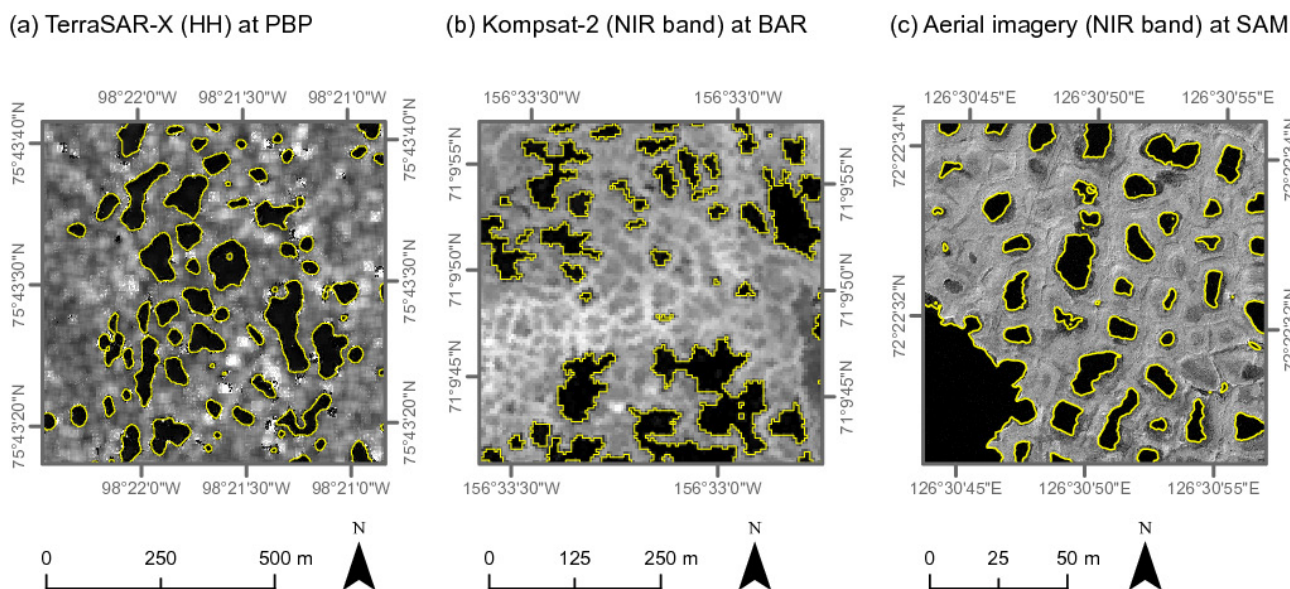 (a) TerraSAR-X (HH) at PBP
(b) Kompsat-2 (NIR band) at BAR
(c) Aerial imagery (NIR band) at SAM
98°22'0"W 98°21'30"W 98°21'0"W
75°43'40"N
75°43'30"N
75°43'20"N
75°43'40"N
75°43'30"N
75°43'20"N
98°22'0"W 98°21'30"W 98°21'0"W
156°33'30"W 156°33'0"W
71°9'55"N
71°9'50"N
71°9'45"N
71°9'55"N
71°9'50"N
71°9'45"N
156°33'30"W 156°33'0"W
126°30'45"E 126°30'50"E 126°30'55"E
72°22'34"N
72°22'32"N
126°30'45"E 126°30'50"E 126°30'55"E
0 250 500 m
N
0 125 250 m
N
0 25 50 m
N